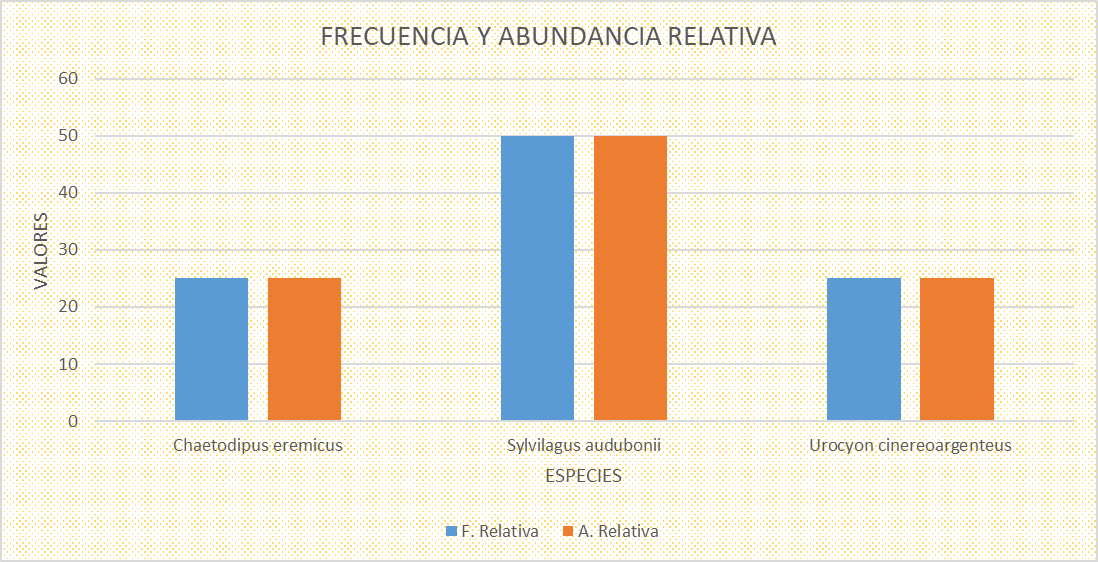 FRECUENCIA Y ABUNDANCIA RELATIVA
60
50
40
30
20
10
0
VALORES
Chaetodipus eremicus Sylvilagus audubonii Urocyon cinereoargenteus
ESPECIES
F. Relativa A. Relativa